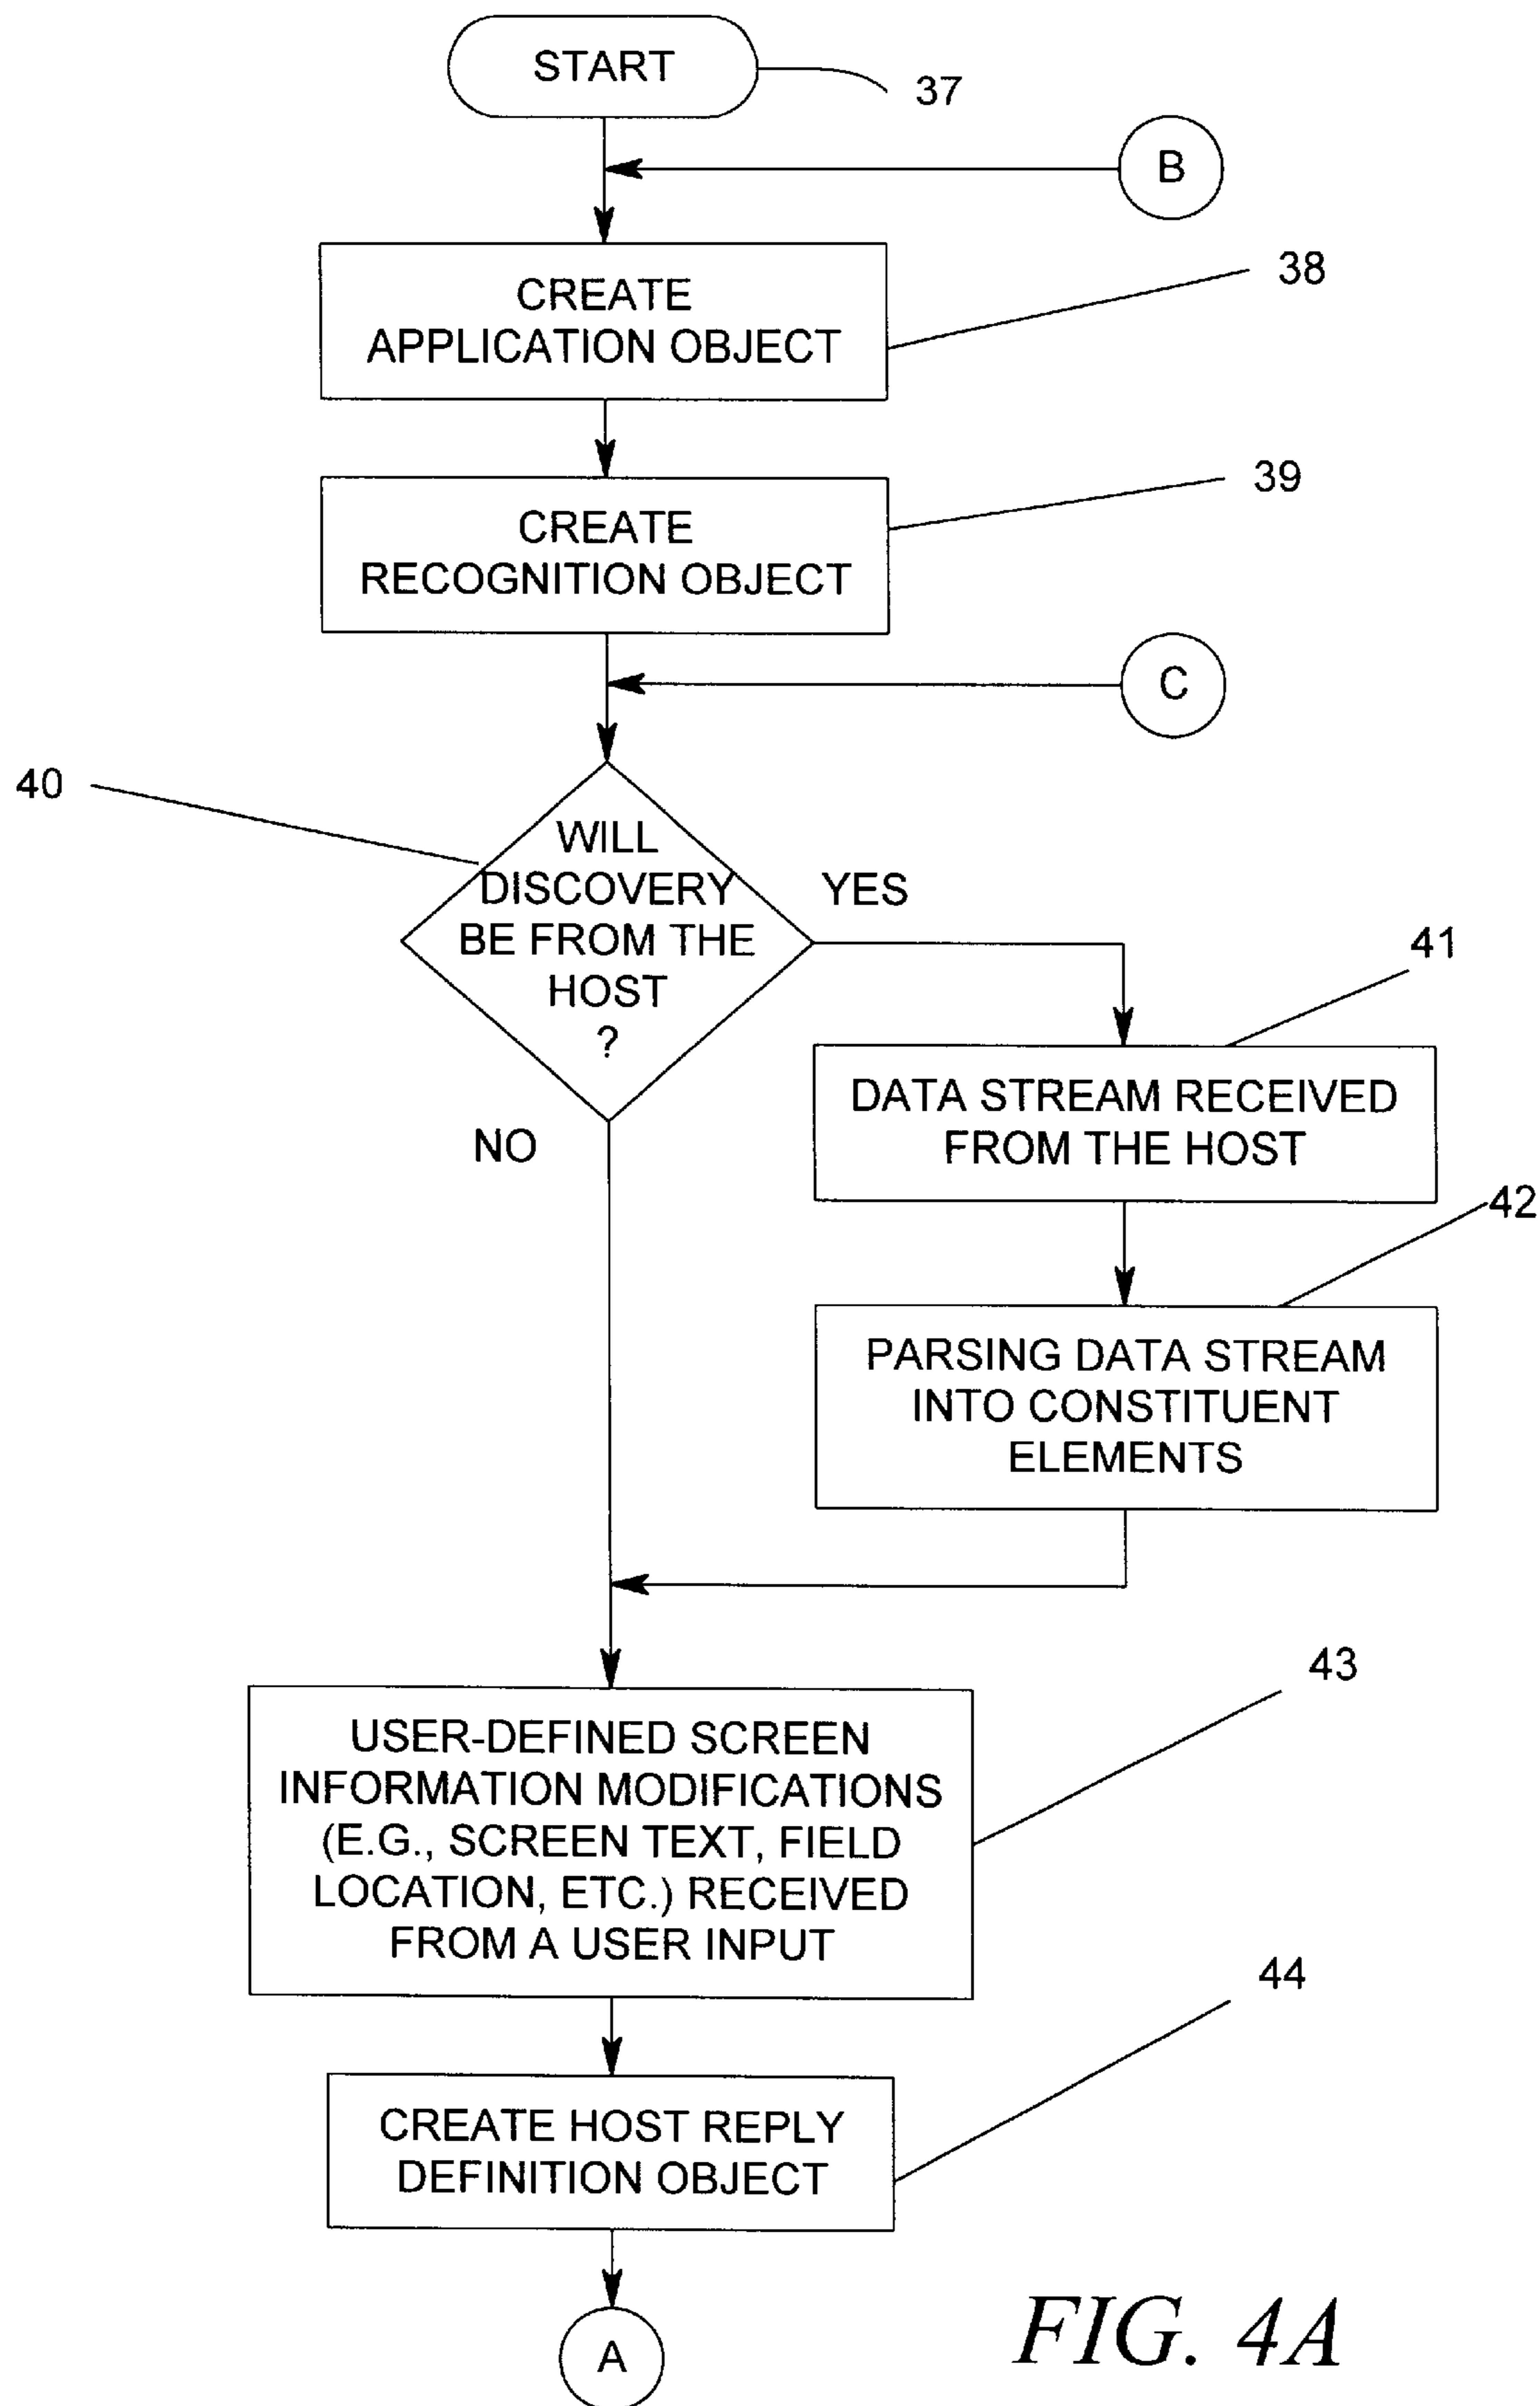 START
37
B
CREATE
APPLICATION OBJECT
38
CREATE
RECOGNITION OBJECT
39
C
40
WILL
DISCOVERY
BE FROM THE
HOST
?
YES
NO
41
DATA STREAM RECEIVED
FROM THE HOST
42
PARSING DATA STREAM
INTO CONSTITUENT
ELEMENTS
43
USER-DEFINED SCREEN
INFORMATION MODIFICATIONS
(E.G., SCREEN TEXT, FIELD
LOCATION, ETC.) RECEIVED
FROM A USER INPUT
44
CREATE HOST REPLY
DEFINITION OBJECT
A
FIG. 4A